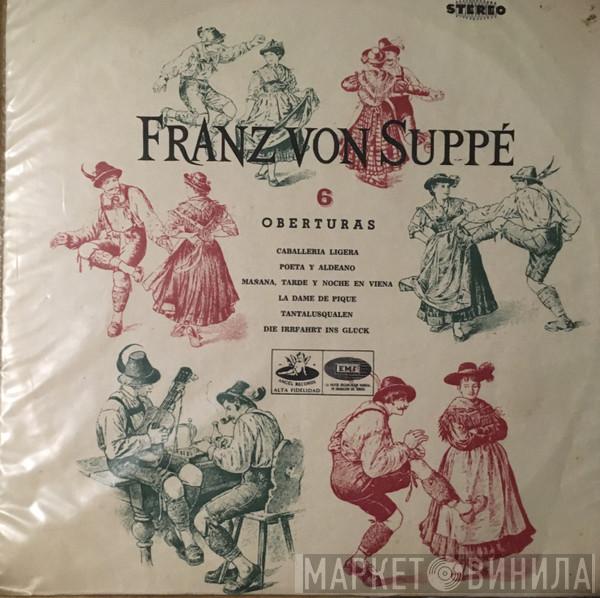 STEREO
FRANZ VON SUPPÉ
6
OBERTURAS
CABALLERIA LIGERA
POETA Y ALDEANO
MAÑANA, TARDE Y NOCHE EN VIENA
LA DAME DE PIQUE
TANTALUSQUALEN
DIE IRRFAHRT INS GLUCK
ANGEL RECORDS
ALTA FIDELIDAD
EMS
МАРКЕТ ВИНИЛА